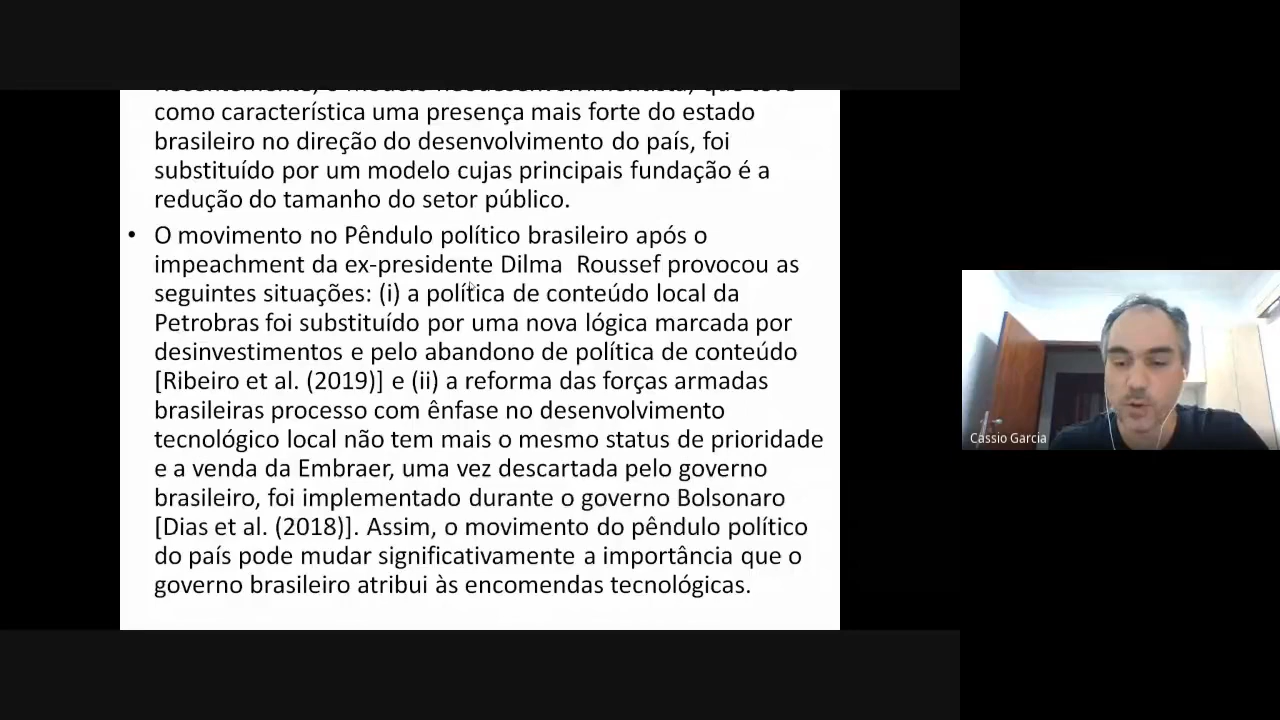 como característica uma presença mais forte do estado
brasileiro no direção do desenvolvimento do país, foi
substituído por um modelo cujas principais fundação é a
redução do tamanho do setor público.
• O movimento no Pêndulo político brasileiro após o
impeachment da ex-presidente Dilma Roussef provocou as
seguintes situações: (i) a política de conteúdo local da
Petrobras foi substituído por uma nova lógica marcada por
desinvestimentos e pelo abandono de política de conteúdo
[Ribeiro et al. (2019)] e (ii) a reforma das forças armadas
brasileiras processo com ênfase no desenvolvimento
tecnológico local não tem mais o mesmo status de prioridade
e a venda da Embraer, uma vez descartada pelo governo
brasileiro, foi implementado durante o governo Bolsonaro
[Dias et al. (2018)]. Assim, o movimento do pêndulo político
do país pode mudar significativamente a importância que o
governo brasileiro atribui às encomendas tecnológicas.
Cassio Garcia